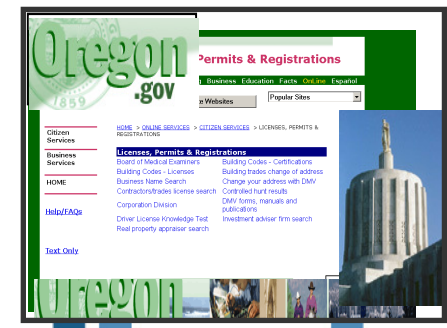 Oregon
.gov
1859
Permits & Registrations
Business Education Facts OnLine Español
Websites
Popular Sites
Citizen
Services
Business
Services
HOME
Help/FAQs
Text Only
HOME > ONLINE SERVICES > CITIZEN SERVICES > LICENSES, PERMITS &
REGISTRATIONS
Licenses, Permits & Registrations
Board of Medical Examiners
Building Codes - Certifications
Building Codes - Licenses
Building trades change of address
Business Name Search
Change your address with DMV
Contractors/trades license search
Controlled hunt results
Corporation Division
DMV forms, manuals and
publications
Driver License Knowledge Test
Investment adviser firm search
Real property appraiser search
Oregon